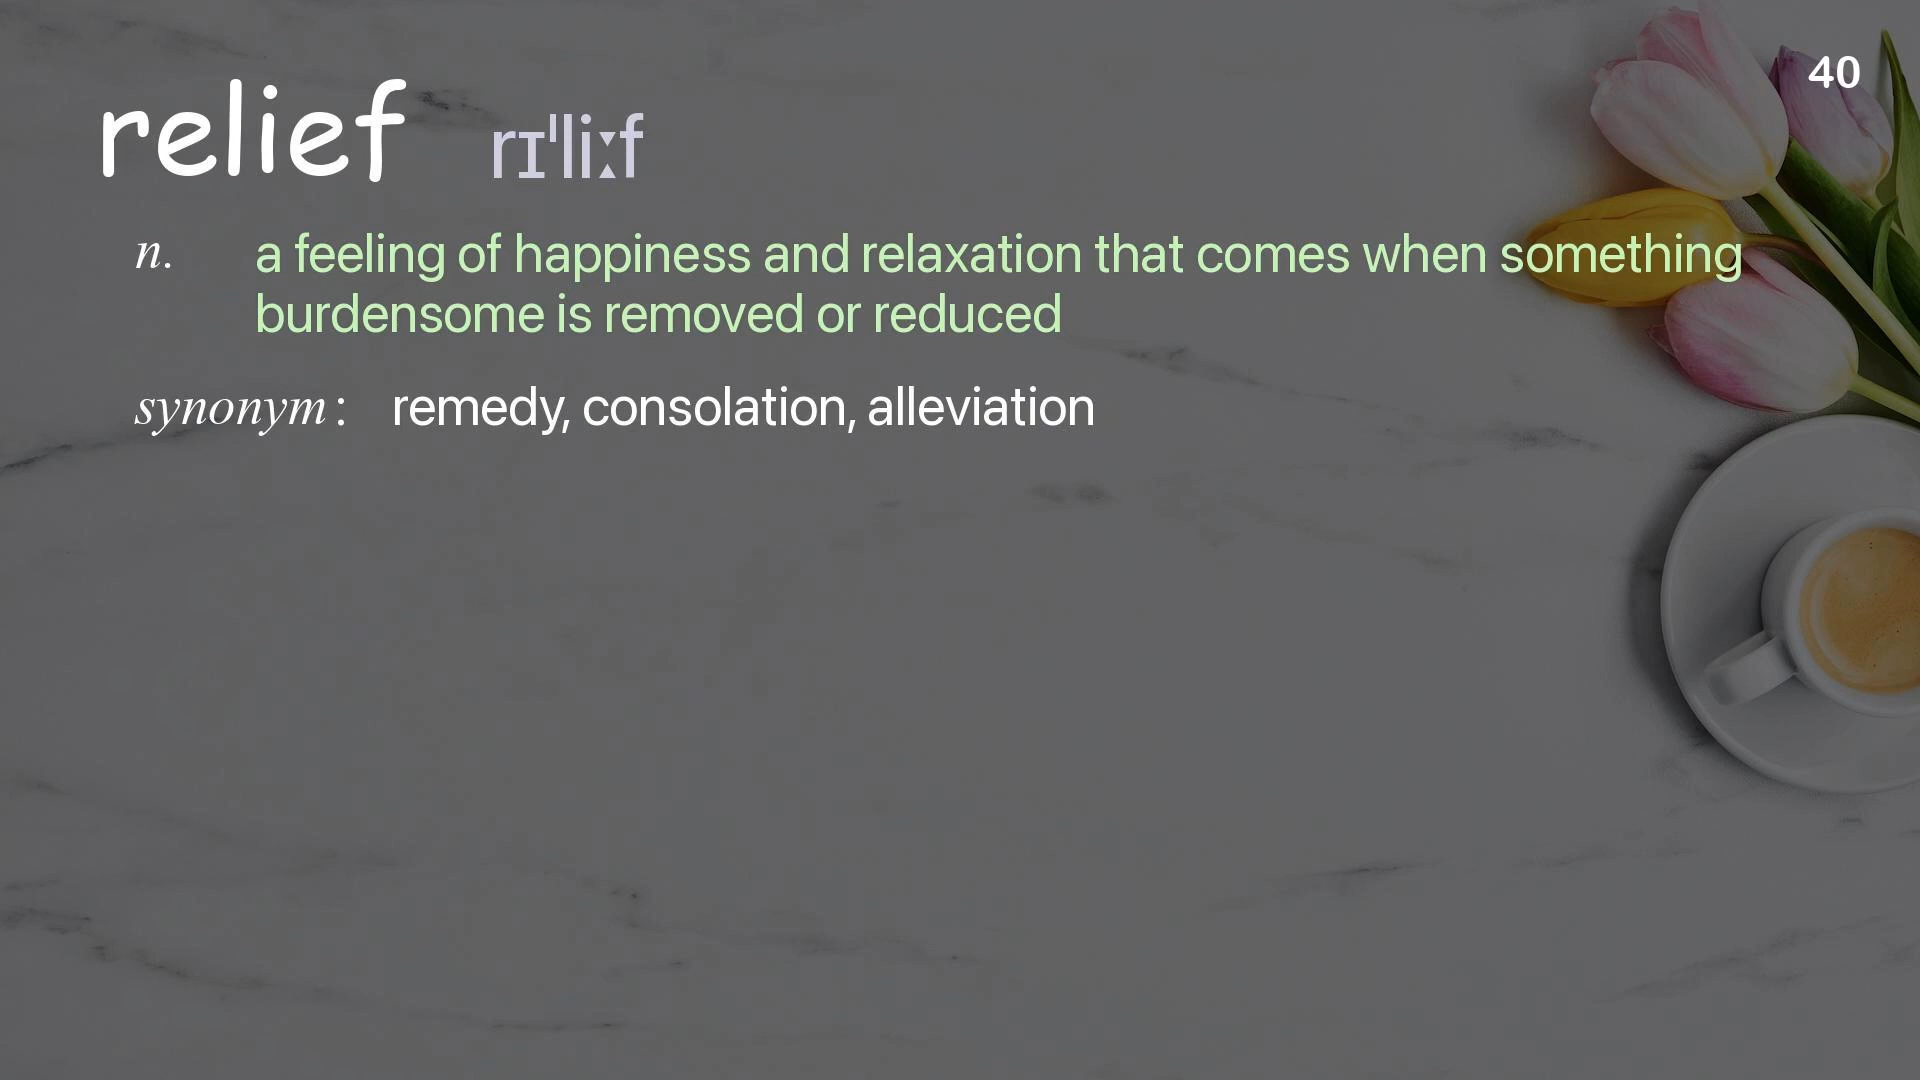 40
relief rɪˈliːf
n. a feeling of happiness and relaxation that comes when something
burdensome is removed or reduced
synonym: remedy, consolation, alleviation